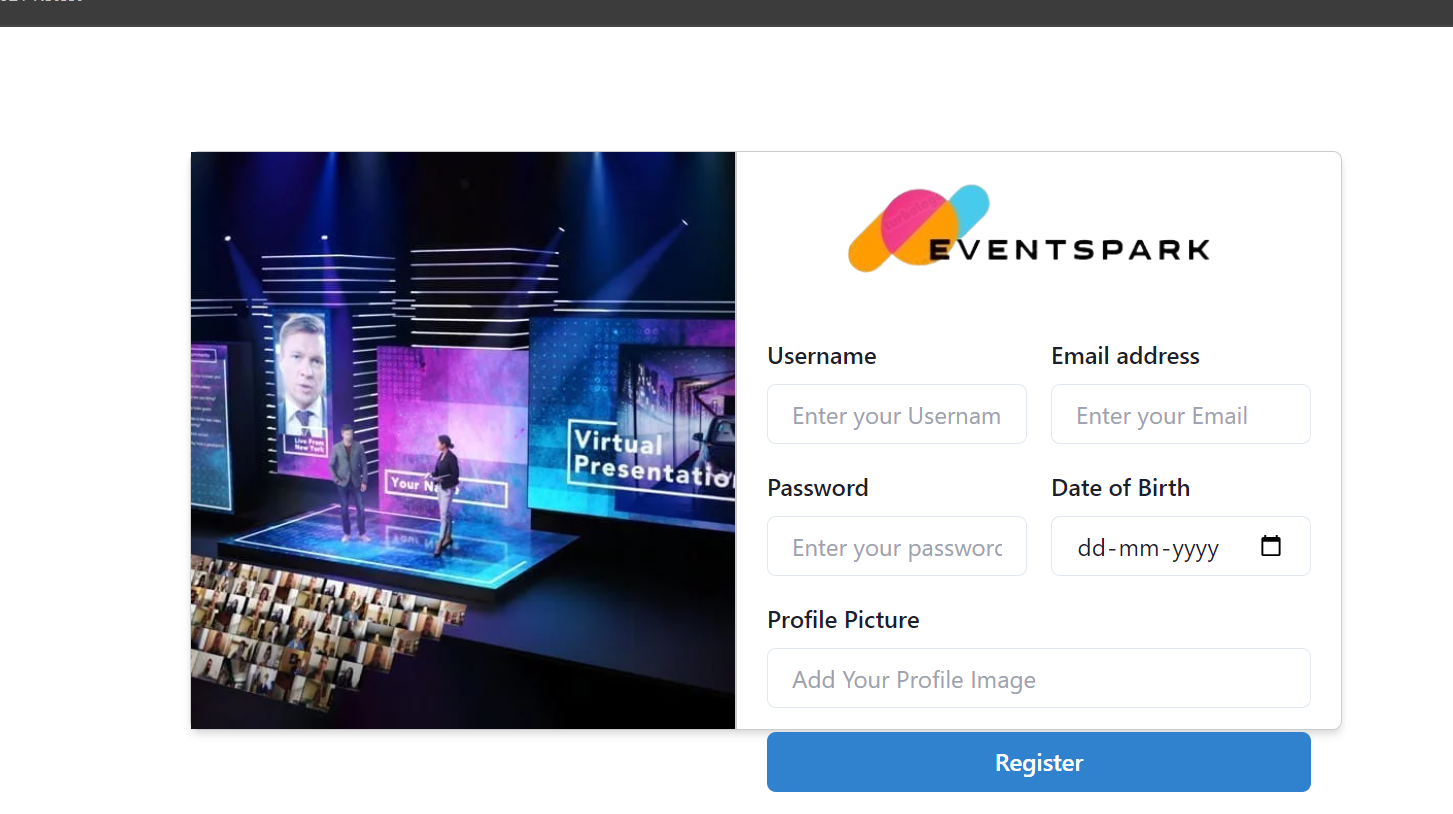 Live From
New York
Your Na
Virtual
Presentatio
EVENTSPARK
Username
Email address
Enter your Usernam
Enter your Email
Password
Date of Birth
Enter your passwor
dd-mm-yyyy
Profile Picture
Add Your Profile Image
Register